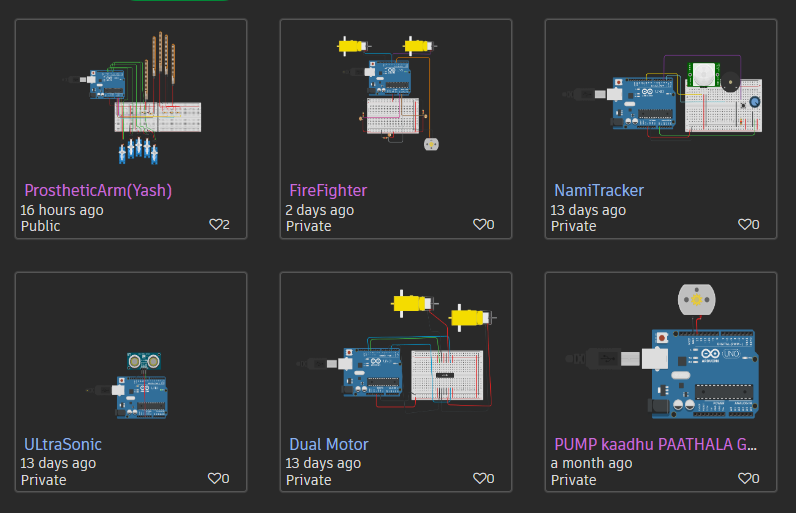 ProstheticArm(Yash)
16 hours ago
Public
2
FireFighter
2 days ago
Private
0
NamiTracker
13 days ago
Private
0
ULtraSonic
13 days ago
Private
0
Dual Motor
13 days ago
Private
0
UNO
PUMP kaadhu PAATHALA G...
a month ago
Private
0